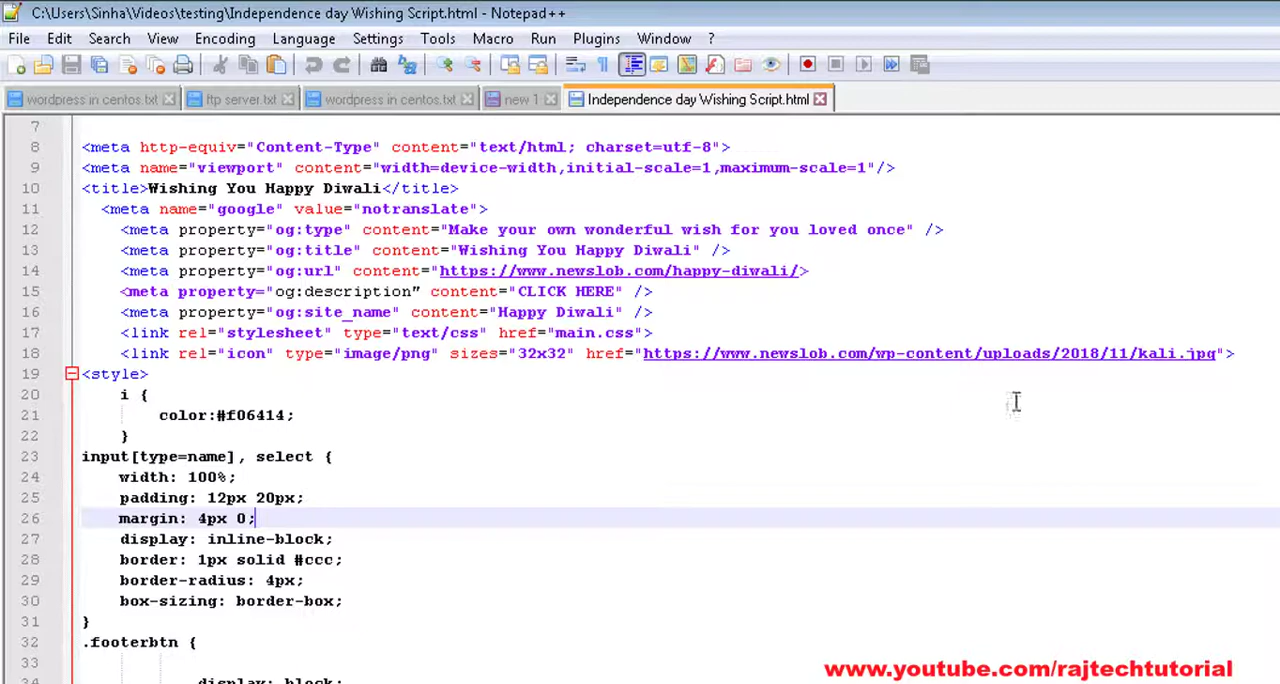 C:\Users\Sinha\Videos\testing\Independence day Wishing Script.html - Notepad++
File Edit Search View Encoding Language Settings Tools Macro Run Plugins Window ?
wordpress in centos.txt ftp server.txt wordpress in centos.txt new 1 Independence day Wishing Script.html
7
8 <meta http-equiv="Content-Type" content="text/html; charset=utf-8">
9 <meta name="viewport" content="width=device-width,initial-scale=1,maximum-scale=1"/>
10 <title>Wishing You Happy Diwali</title>
11 <meta name="google" value="notranslate">
12 <meta property="og:type" content="Make your own wonderful wish for you loved once" />
13 <meta property="og:title" content="Wishing You Happy Diwali" />
14 <meta property="og:url" content="https://www.newslob.com/happy-diwali/>
15 <meta property="og:description” content="CLICK HERE" />
16 <meta property="og:site_name" content="Happy Diwali" />
17 <link rel="stylesheet" type="text/css" href="main.css">
18 <link rel="icon" type="image/png" sizes="32x32" href="https://www.newslob.com/wp-content/uploads/2018/11/kali.jpg">
19 <style>
20 i {
21 color:#f06414;
22 }
23 input[type=name], select {
24 width: 100%;
25 padding: 12px 20px;
26 margin: 4px 0;
27 display: inline-block;
28 border: 1px solid #ccc;
29 border-radius: 4px;
30 box-sizing: border-box;
31 }
32 .footerbtn {
33
34 display: block;
www.youtube.com/rajtechtutorial